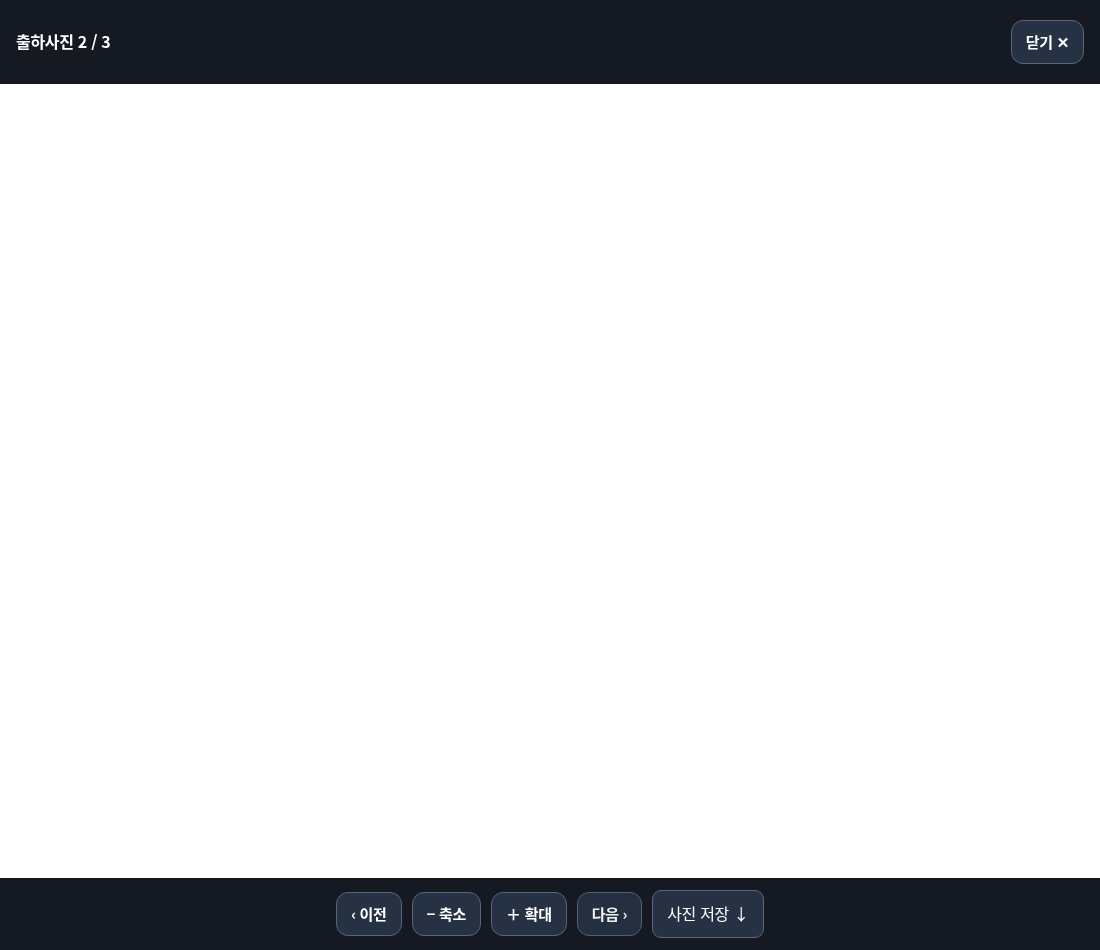 출하사진 2 / 3
닫기 ×
‹ 이전
− 축소
+ 확대
다음 ›
사진 저장 ↓